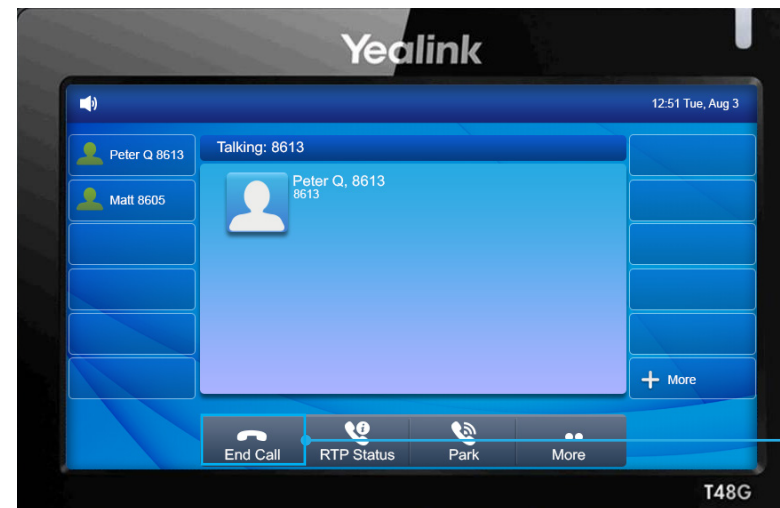 Yealink
12:51 Tue, Aug 3
Peter Q 8613
Talking: 8613
Peter Q, 8613
8613
Matt 8605
+ More
End Call
RTP Status
Park
More
T48G